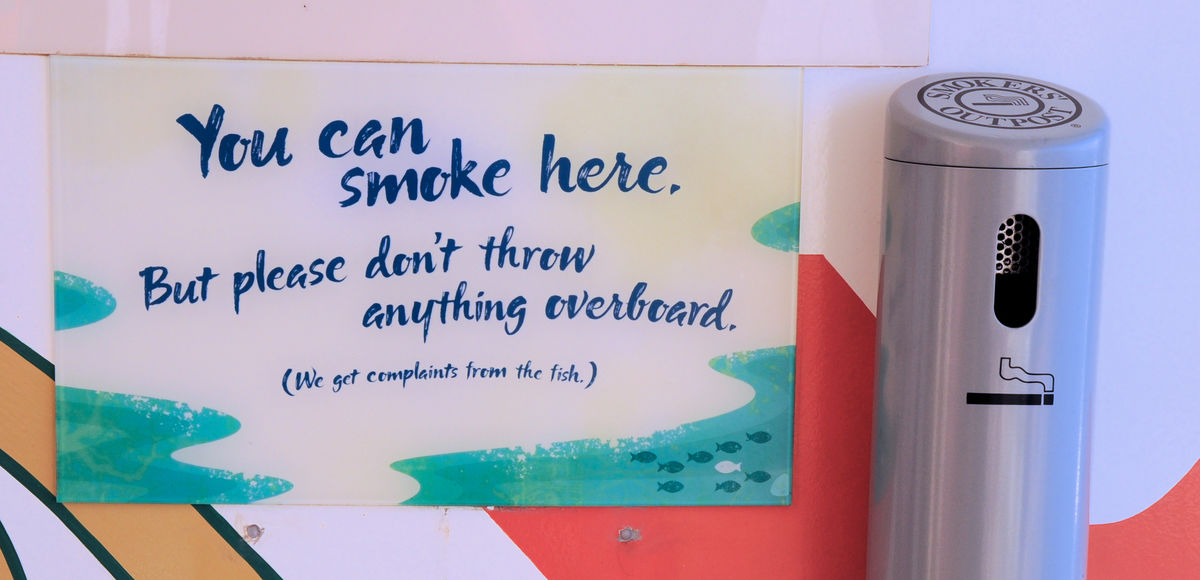 You can
smoke here.
But please don't throw
anything overboard.
(We get complaints from the fish.)
SMOKERS
OUTPOST
®